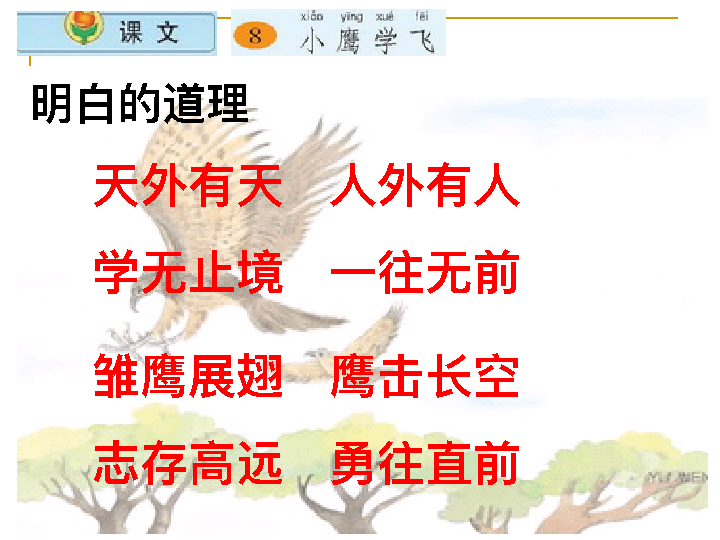 课 文
xiǎo yīng xué fēi
8 小 鹰 学 飞
明白的道理
天外有天 人外有人
学无止境 一往无前
雏鹰展翅 鹰击长空
志存高远 勇往直前
YU WEN